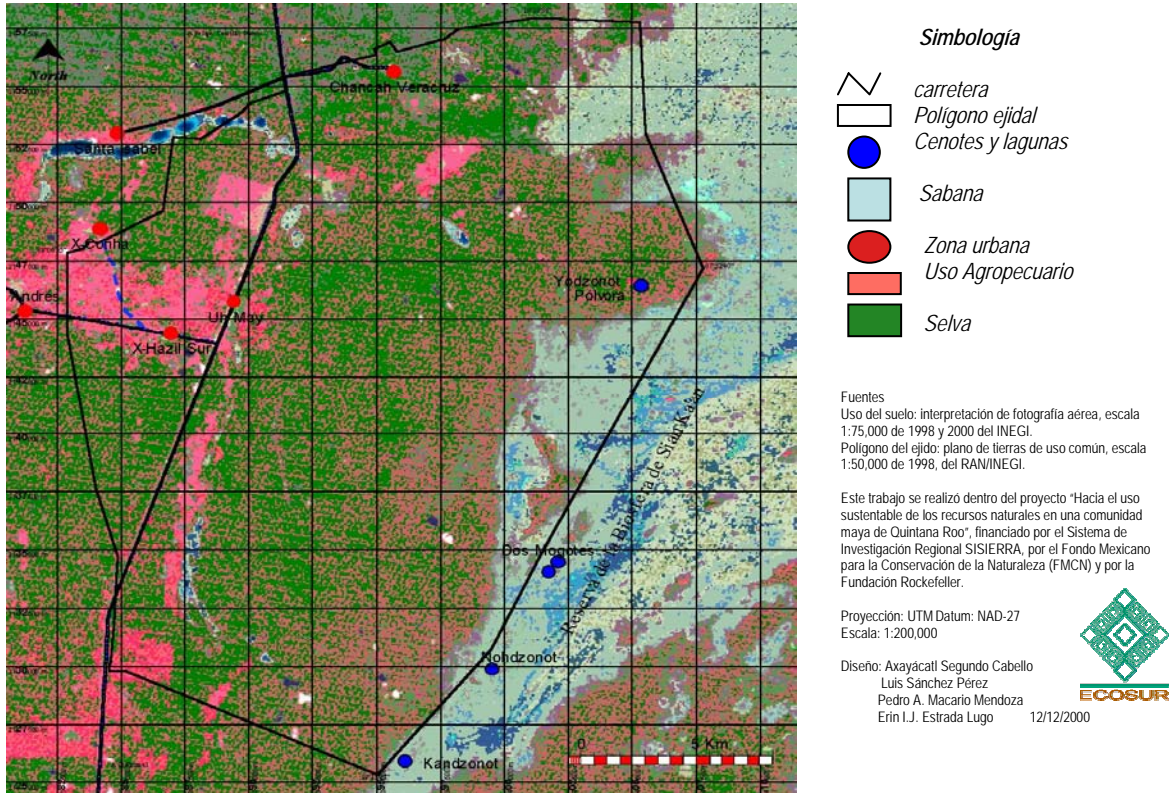 North
Chancah Veracruz
Santa Isabel
X-Conha
Andrés
Uh-May
X-Hazil Sur
Yodzonot
Polvora
Reserva de la Biosfera de Sian Ka'an
Dos Mogotes
Nohdzonot
Kandzonot
0 5 Km
Simbología
carretera
Polígono ejidal
Cenotes y lagunas
Sabana
Zona urbana
Uso Agropecuario
Selva
Fuentes
Uso del suelo: interpretación de fotografía aérea, escala
1:75,000 de 1998 y 2000 del INEGI.
Polígono del ejido: plano de tierras de uso común, escala
1:50,000 de 1998, del RAN/INEGI.
Este trabajo se realizó dentro del proyecto "Hacia el uso
sustentable de los recursos naturales en una comunidad
maya de Quintana Roo", financiado por el Sistema de
Investigación Regional SISIERRA, por el Fondo Mexicano
para la Conservación de la Naturaleza (FMCN) y por la
Fundación Rockefeller.
Proyección: UTM Datum: NAD-27
Escala: 1:200,000
Diseño: Axayácatl Segundo Cabello
Luis Sánchez Pérez
Pedro A. Macario Mendoza
Erin I.J. Estrada Lugo 12/12/2000
ECOSUR